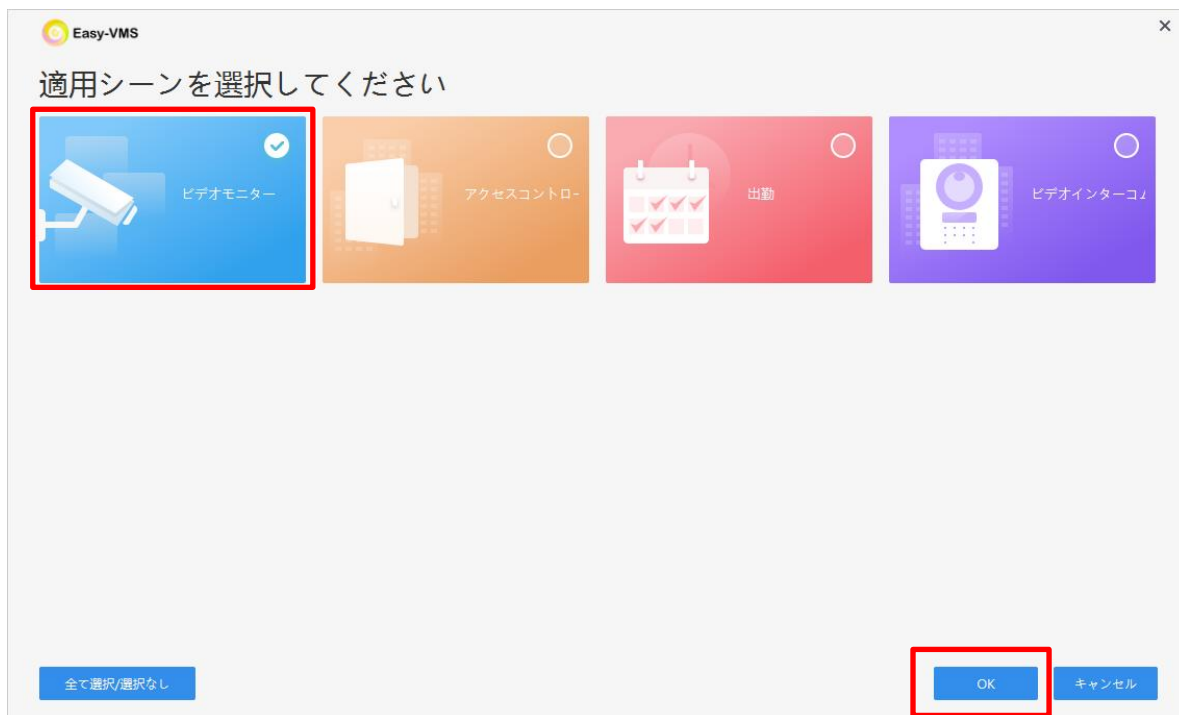 Easy-VMS
適用シーンを選択してください
ビデオモニター
アクセスコントロー
出勤
ビデオインターコ
全て選択/選択なし
OK
キャンセル